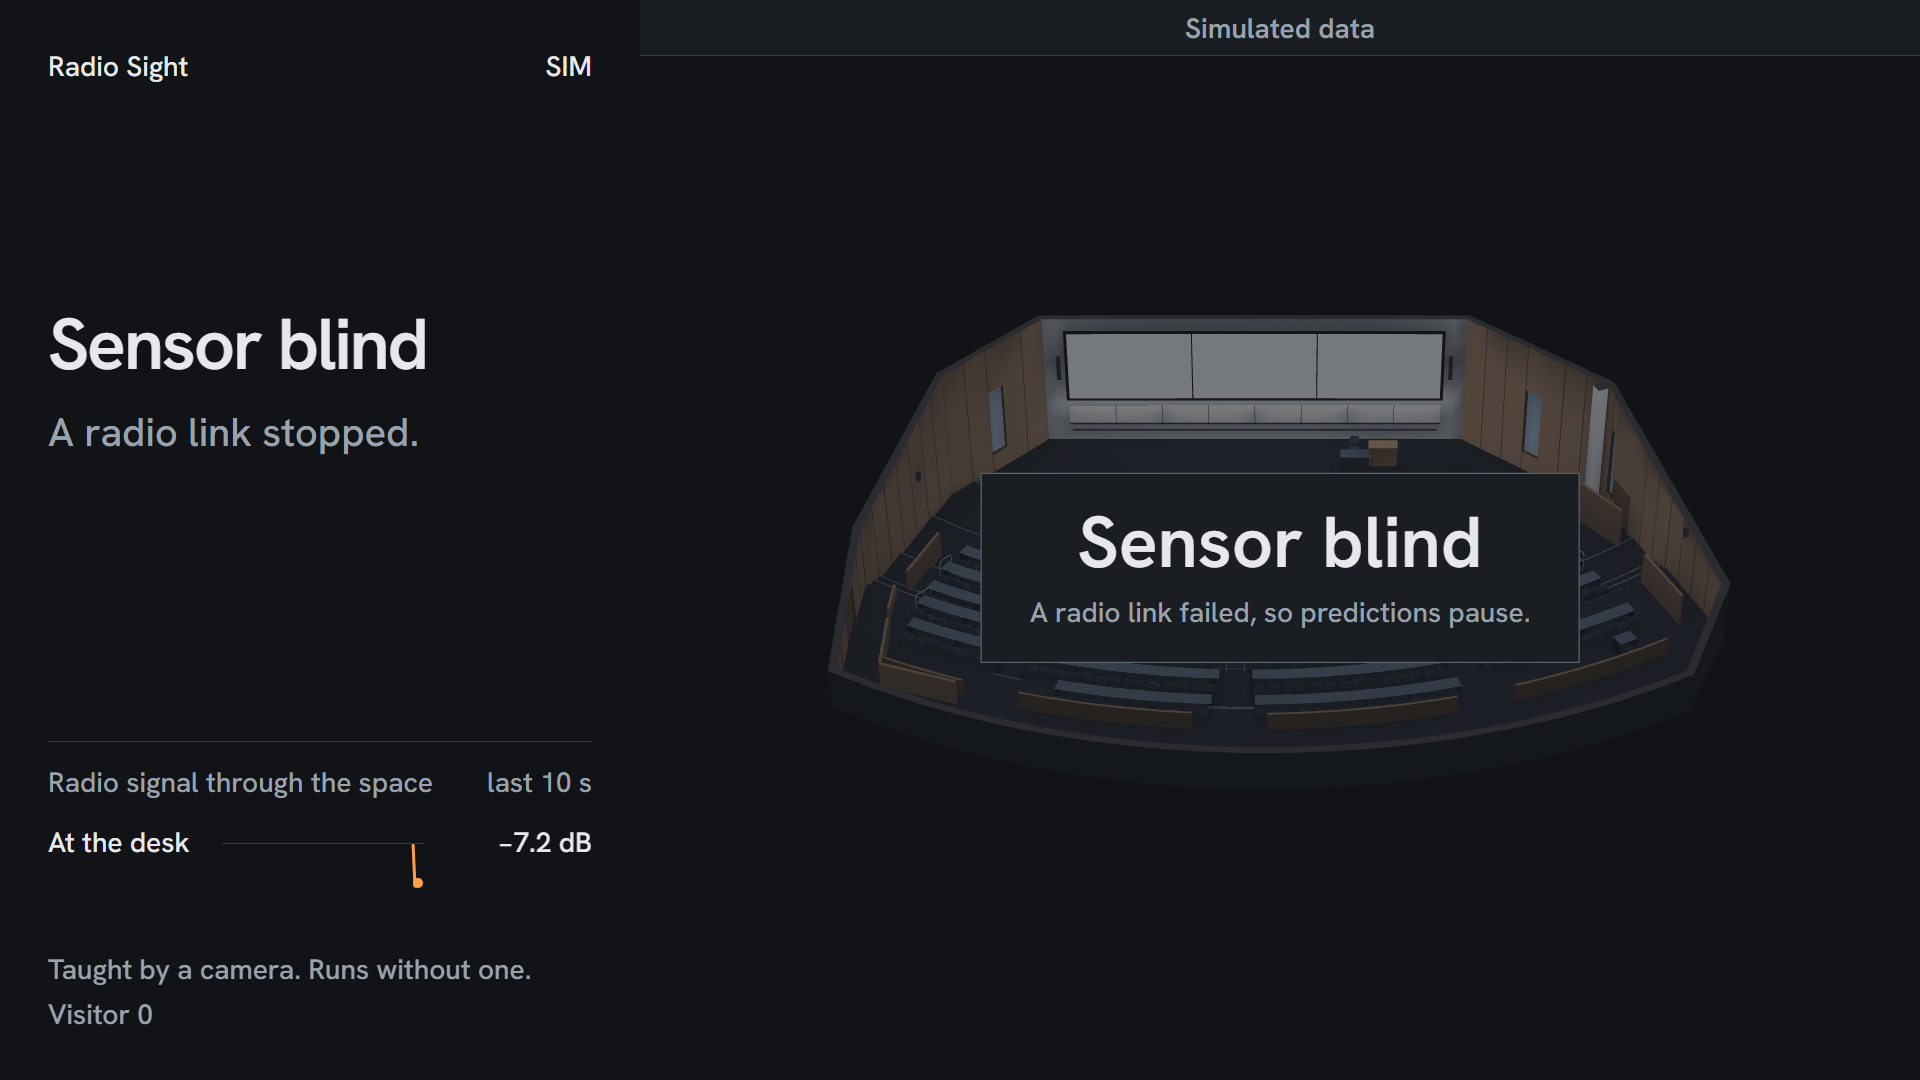 Radio Sight
SIM
Simulated data
Sensor blind
A radio link stopped.
Sensor blind
A radio link failed, so predictions pause.
Radio signal through the space
last 10 s
At the desk
–7.2 dB
Taught by a camera. Runs without one.
Visitor 0